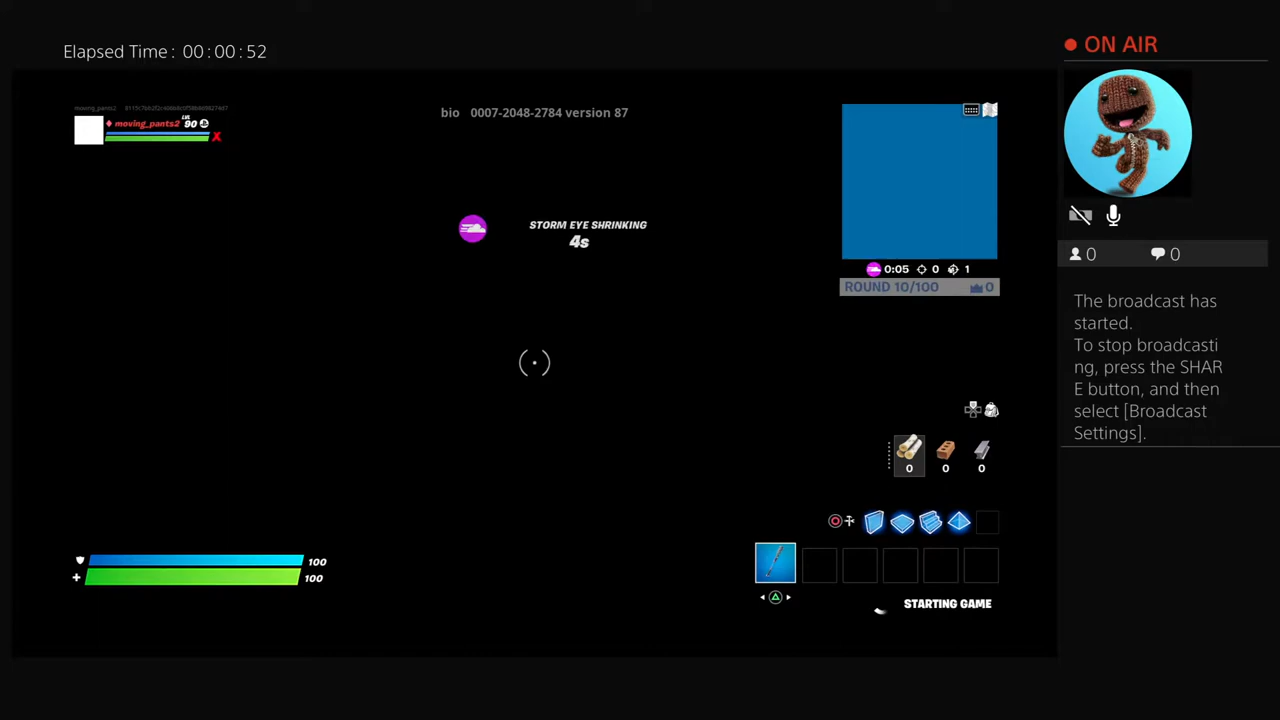 Elapsed Time : 00:00:52
ON AIR
moving_pants2
moving_pants2 LVL 90
X
bio 0007-2048-2784 version 87
STORM EYE SHRINKING
4s
0:05 0 1
ROUND 10/100 0
0 0
The broadcast has
started.
To stop broadcasti
ng, press the SHAR
E button, and then
select [Broadcast
Settings].
0 0 0
100
100
STARTING GAME